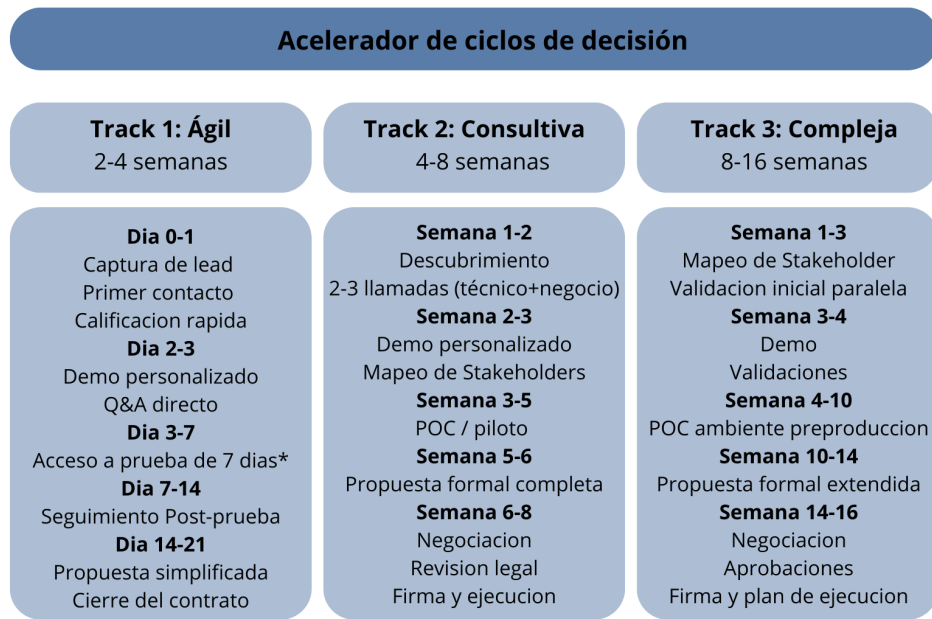 Acelerador de ciclos de decisión
Track 1: Ágil
2-4 semanas
Dia 0-1
Captura de lead
Primer contacto
Calificacion rapida
Dia 2-3
Demo personalizado
Q&A directo
Dia 3-7
Acceso a prueba de 7 dias*
Dia 7-14
Seguimiento Post-prueba
Dia 14-21
Propuesta simplificada
Cierre del contrato
Track 2: Consultiva
4-8 semanas
Semana 1-2
Descubrimiento
2-3 llamadas (técnico+negocio)
Semana 2-3
Demo personalizado
Mapeo de Stakeholders
Semana 3-5
POC / piloto
Semana 5-6
Propuesta formal completa
Semana 6-8
Negociacion
Revision legal
Firma y ejecucion
Track 3: Compleja
8-16 semanas
Semana 1-3
Mapeo de Stakeholder
Validacion inicial paralela
Semana 3-4
Demo
Validaciones
Semana 4-10
POC ambiente preproduccion
Semana 10-14
Propuesta formal extendida
Semana 14-16
Negociacion
Aprobaciones
Firma y plan de ejecucion